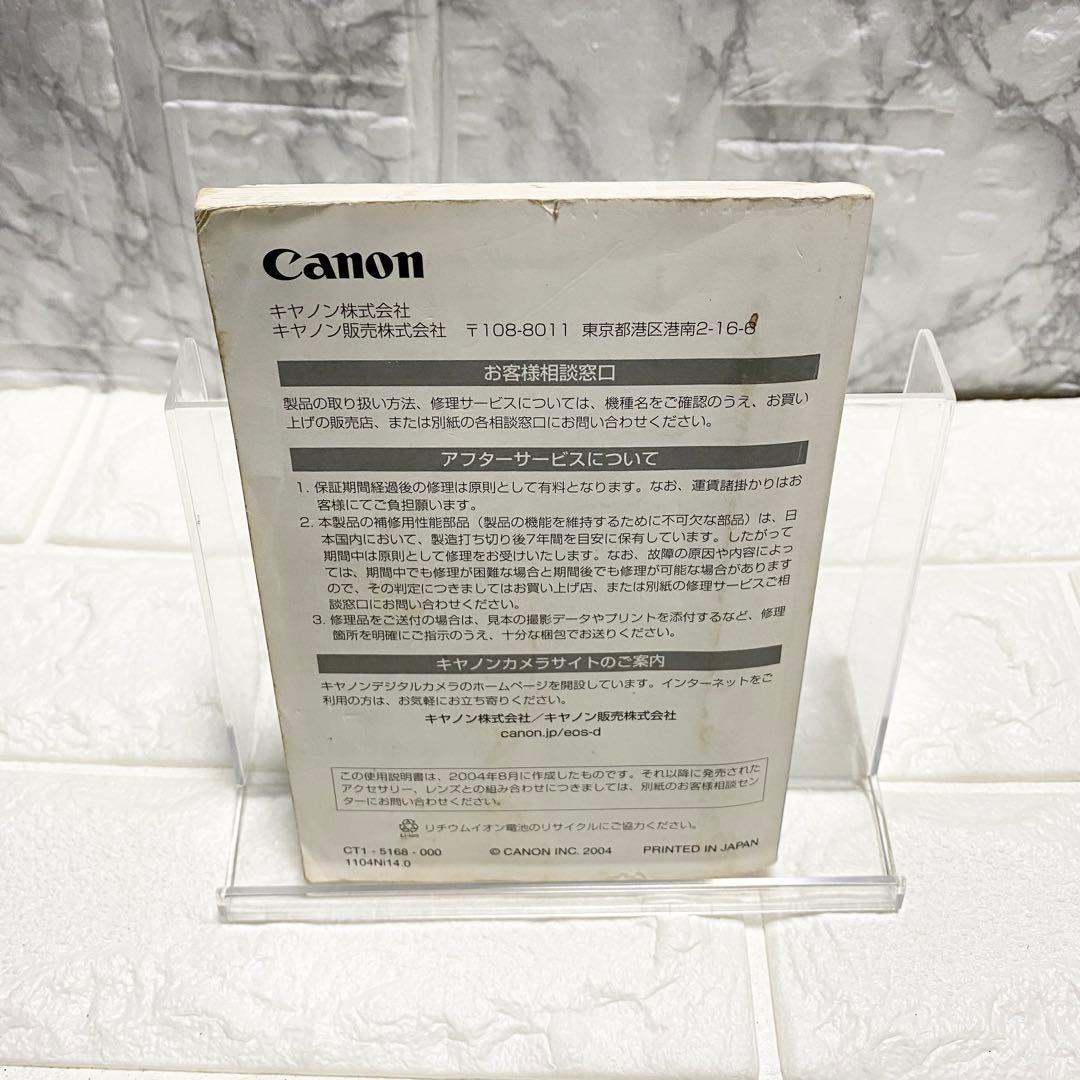 Canon
キヤノン株式会社
キヤノン販売株式会社 〒108-8011 東京都港区港南2-16-6
お客様相談窓口
製品の取り扱い方法、修理サービスについては、機種名をご確認のうえ、お買い
上げの販売店、または別紙の各相談窓口にお問い合わせください。
アフターサービスについて
1. 保証期間経過後の修理は原則として有料となります。なお、運賃諸掛かりはお
客様にてご負担願います。
2. 本製品の補修用性能部品（製品の機能を維持するために不可欠な部品）は、日
本国内において、製造打ち切り後7年間を目安に保有しています。したがって
期間中は原則として修理をお受けいたします。なお、故障の原因や内容によっ
ては、期間中でも修理が困難な場合と期間後でも修理が可能な場合があります
ので、その判定につきましてはお買い上げ店、または別紙の修理サービスご相
談窓口にお問い合わせください。
3. 修理品をご送付の場合は、見本の撮影データやプリントを添付するなど、修理
箇所を明確にご指示のうえ、十分な梱包でお送りください。
キヤノンカメラサイトのご案内
キヤノンデジタルカメラのホームページを開設しています。インターネットをご
利用の方は、お気軽にお立ち寄りください。
キヤノン株式会社／キヤノン販売株式会社
canon.jp/eos-d
この使用説明書は、2004年8月に作成したものです。それ以降に発売された
アクセサリー、レンズとの組み合わせにつきましては、別紙のお客様相談セン
ターにお問い合わせください。
Li-ion リチウムイオン電池のリサイクルにご協力ください。
CT1-5168-000 © CANON INC. 2004 PRINTED IN JAPAN
1104Ni14.0